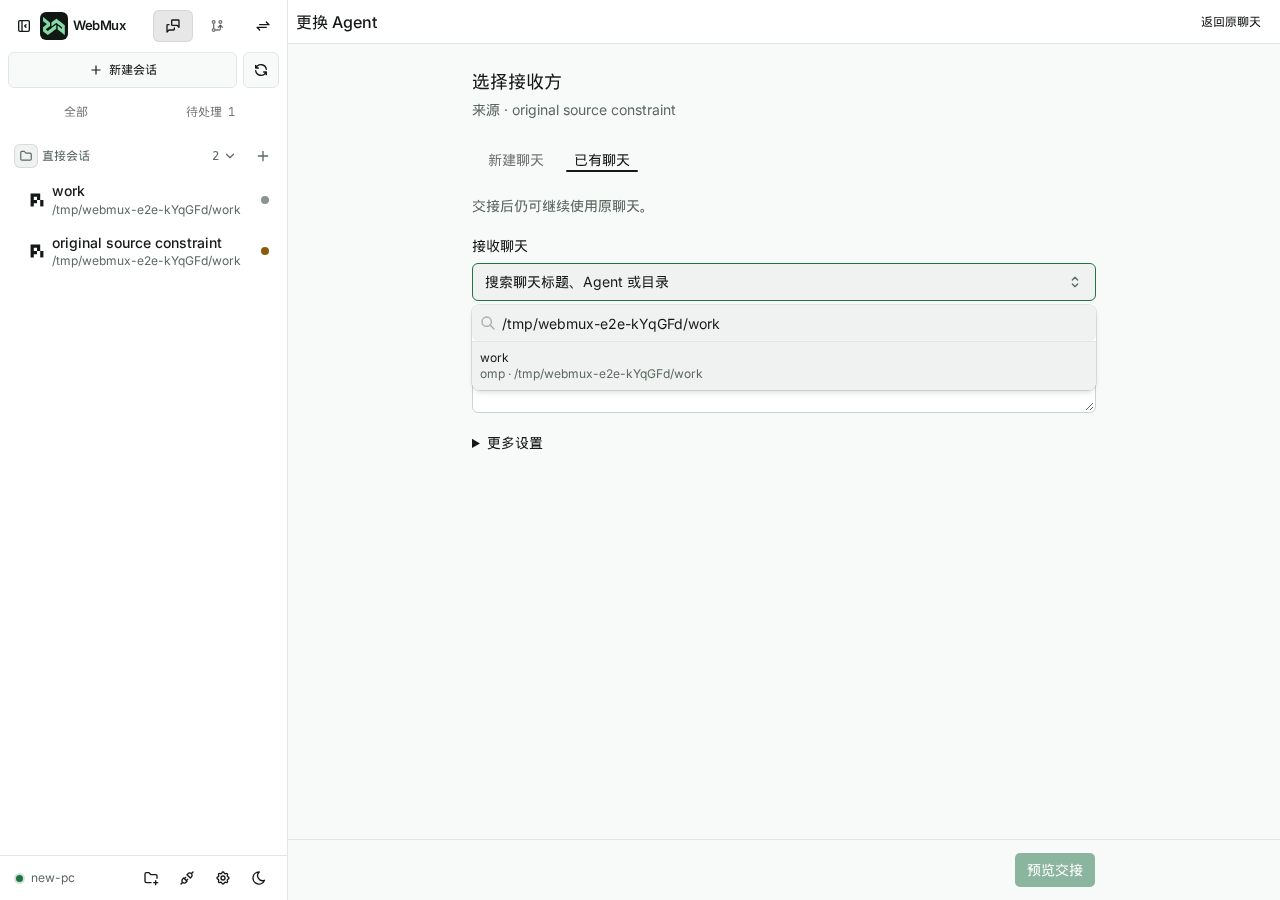 WebMux
新建会话
全部
待处理 1
直接会话
2
work
/tmp/webmux-e2e-kYqGFd/work
original source constraint
/tmp/webmux-e2e-kYqGFd/work
new-pc
更换 Agent
返回原聊天
选择接收方
来源 · original source constraint
新建聊天
已有聊天
交接后仍可继续使用原聊天。
接收聊天
搜索聊天标题、Agent 或目录
/tmp/webmux-e2e-kYqGFd/work
work
omp · /tmp/webmux-e2e-kYqGFd/work
更多设置
预览交接